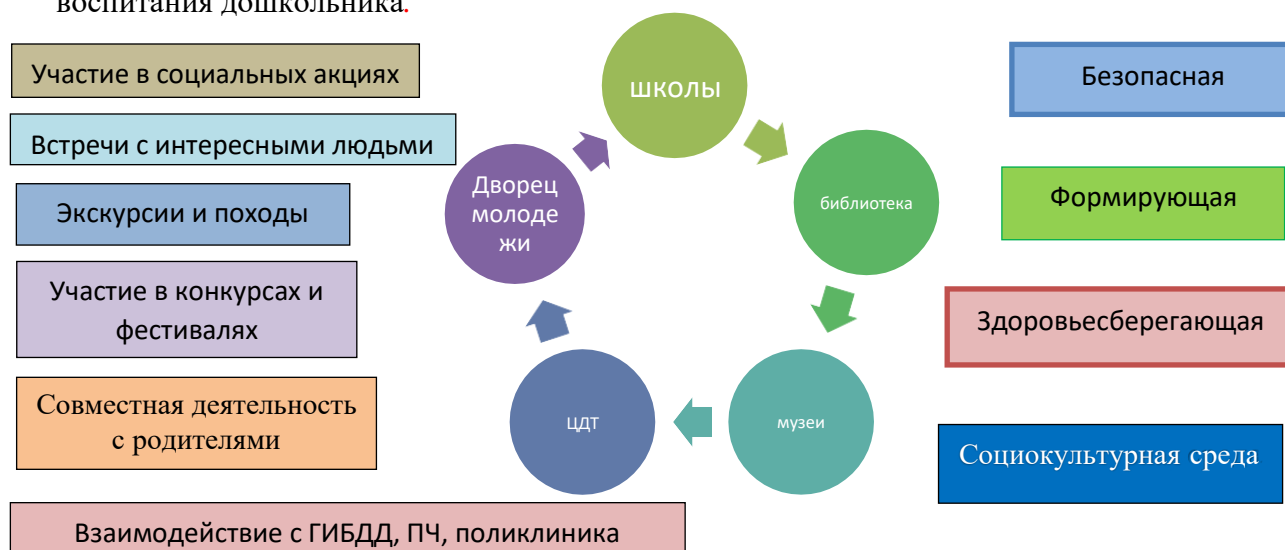 воспитания дошкольника.
Участие в социальных акциях
Встречи с интересными людьми
Экскурсии и походы
Участие в конкурсах и
фестивалях
Совместная деятельность
с родителями
Взаимодействие с ГИБДД, ПЧ, поликлиника
школы
библиотека
музеи
ЦДТ
Дворец
молоде
жи
Безопасная
Формирующая
Здоровьесберегающая
Социокультурная среда